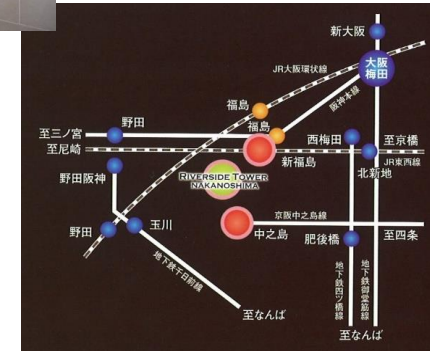 新大阪
大阪
梅田
JR大阪環状線
阪神本線
福島
福島
野田
至三ノ宮
至尼崎
西梅田
至京橋
新福島
JR東西線
北新地
野田阪神
RIVERSIDE TOWER
NAKANOSHIMA
京阪中之島線
野田
玉川
中之島
肥後橋
至四条
地下鉄千日前線
地下鉄四ツ橋線
地下鉄御堂筋線
至なんば
至なんば